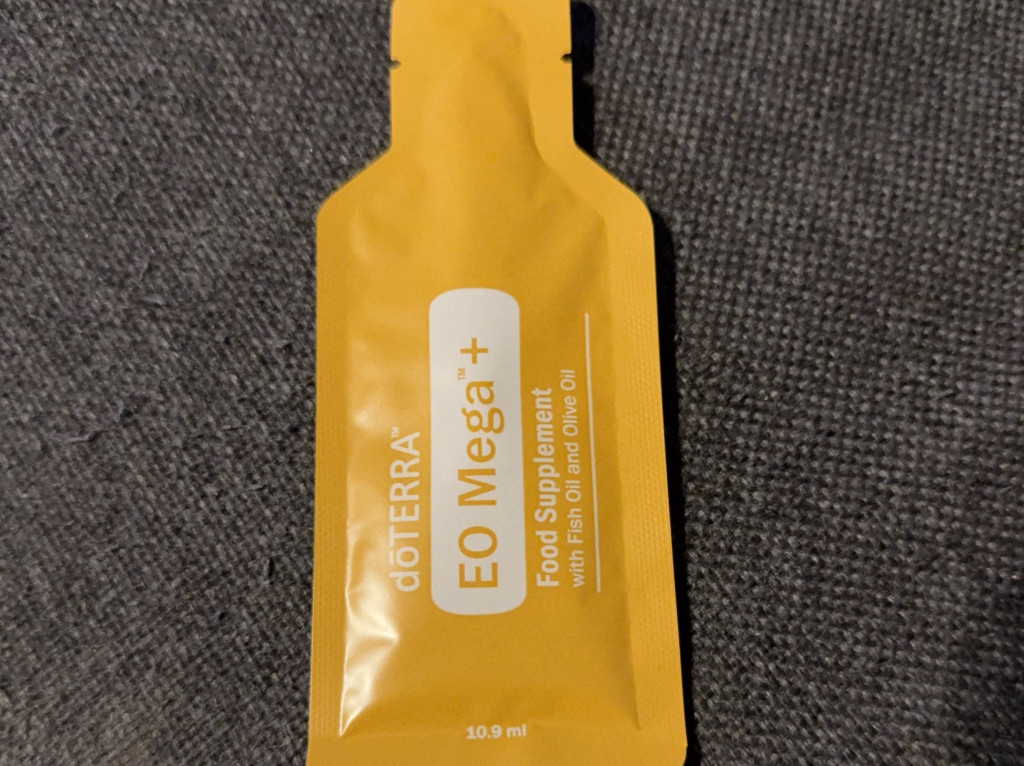 dōTERRA™
EO Mega™+
Food Supplement
with Fish Oil and Olive Oil
10.9 ml